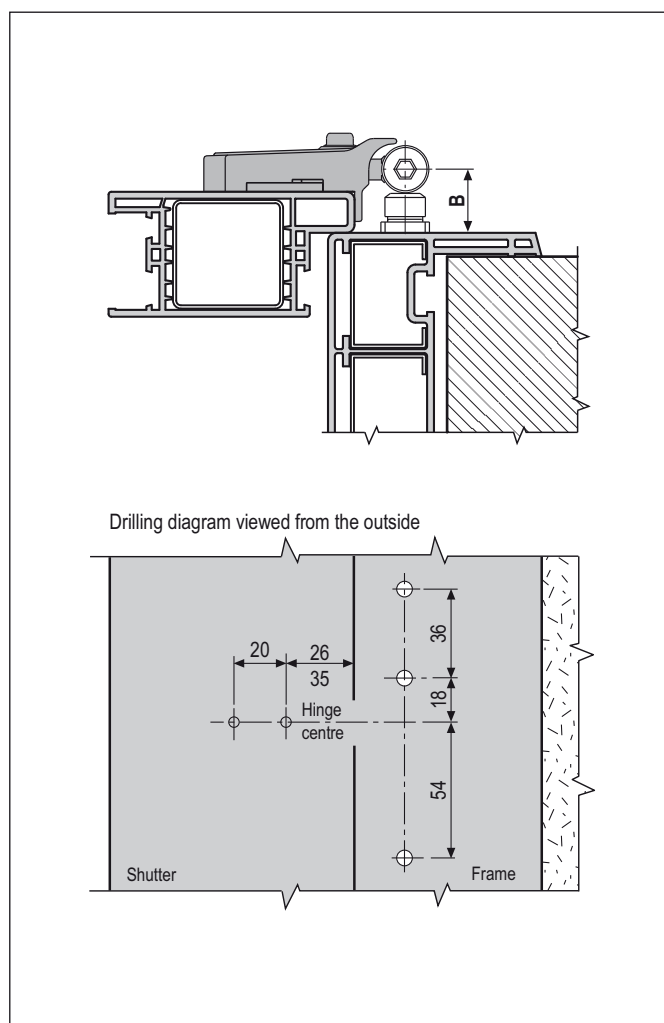 B
Drilling diagram viewed from the outside
20
26
35
36
18
Hinge
centre
54
Shutter
Frame